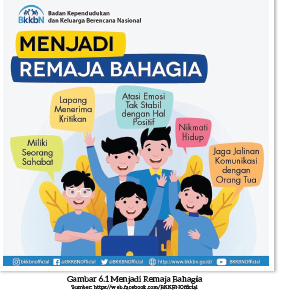 BkkbN
Badan Kependudukan
dan Keluarga Berencana Nasional
MENJADI
REMAJA BAHAGIA
Lapang
Menerima
Kritikan
Atasi Emosi
Tak Stabil
dengan Hal
Positif
Nikmati
Hidup
Miliki
Seorang
Sahabat
Jaga Jalinan
Komunikasi
dengan
Orang Tua
@bkkbnofficial
@BKKBNOfficial
@BKKBNOfficial
http://www.bkkbn.go.id
BKKBNOfficial
Gambar 6.1 Menjadi Remaja Bahagia
Sumber: https://web.facebook.com/BKKBNOfficial